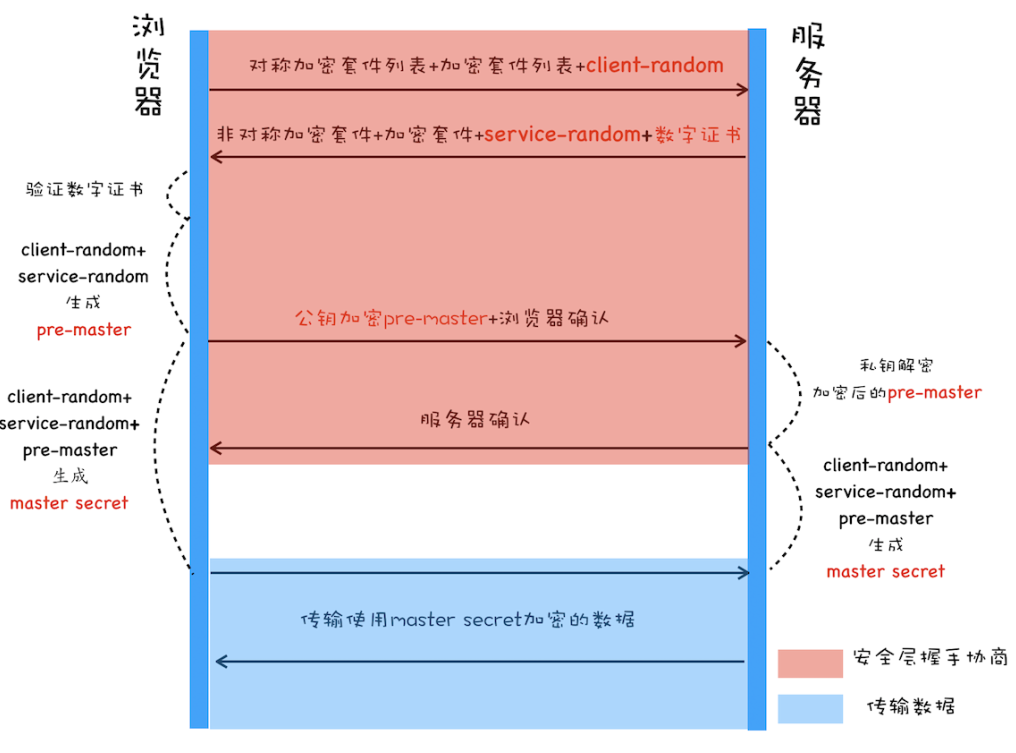 浏览器
服务器
对称加密套件列表+加密套件列表+client-random
非对称加密套件+加密套件+service-random+数字证书
验证数字证书
client-random+
service-random
生成
pre-master
公钥加密pre-master+浏览器确认
私钥解密
加密后的pre-master
client-random+
service-random+
pre-master
生成
master secret
服务器确认
client-random+
service-random+
pre-master
生成
master secret
传输使用master secret加密的数据
安全层握手协商
传输数据